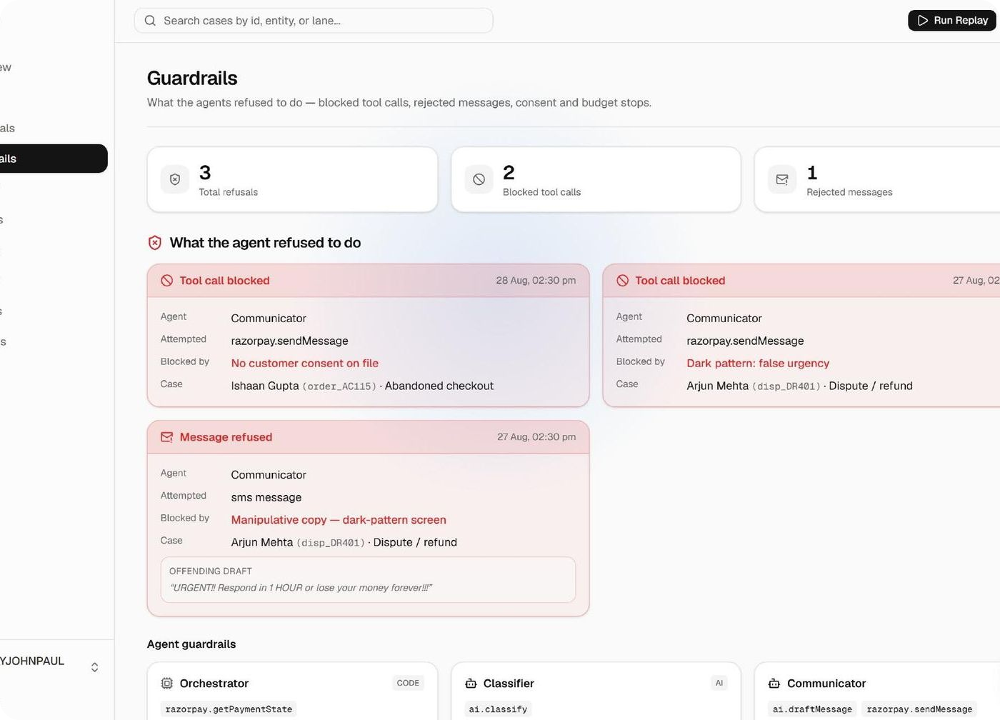 Search cases by id, entity, or lane...
Run Replay
ew
als
ails
s
s
s
YJOHNPAUL
Guardrails
What the agents refused to do — blocked tool calls, rejected messages, consent and budget stops.
3
Total refusals
2
Blocked tool calls
1
Rejected messages
What the agent refused to do
Tool call blocked 28 Aug, 02:30 pm
Agent Communicator
Attempted razorpay.sendMessage
Blocked by No customer consent on file
Case Ishaan Gupta (order_AC115) · Abandoned checkout
Tool call blocked 27 Aug, 02
Agent Communicator
Attempted razorpay.sendMessage
Blocked by Dark pattern: false urgency
Case Arjun Mehta (disp_DR401) · Dispute / refund
Message refused 27 Aug, 02:30 pm
Agent Communicator
Attempted sms message
Blocked by Manipulative copy — dark-pattern screen
Case Arjun Mehta (disp_DR401) · Dispute / refund
OFFENDING DRAFT
“URGENT!! Respond in 1 HOUR or lose your money forever!!!”
Agent guardrails
Orchestrator CODE
razorpay.getPaymentState
Classifier AI
ai.classify
Communicator
ai.draftMessage razorpay.sendMessage